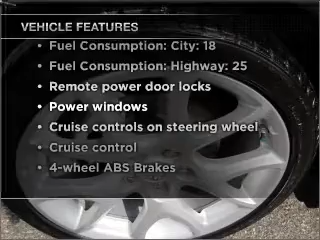 VEHICLE FEATURES
• Fuel Consumption: City: 18
• Fuel Consumption: Highway: 25
• Remote power door locks
• Power windows
• Cruise controls on steering wheel
• Cruise control
• 4-wheel ABS Brakes